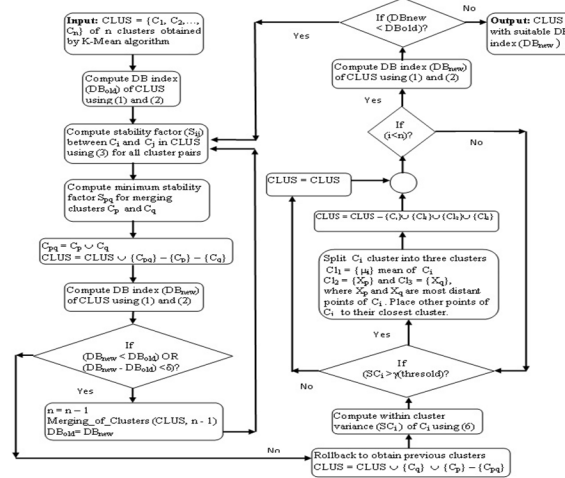 Input: CLUS = {C1, C2,...,
Cn} of n clusters obtained
by K-Mean algorithm
Compute DB index
(DBold) of CLUS
using (1) and (2)
Compute stability factor (Sij)
between Ci and Cj in CLUS
using (3) for all cluster pairs
Compute minimum stability
factor Spq for merging
clusters Cp and Cq
Cpq = Cp ∪ Cq
CLUS = CLUS ∪ {Cpq} − {Cp} − {Cq}
Compute DB index (DBnew)
of CLUS using (1) and (2)
If
(DBnew < DBold) OR
(DBnew - DBold) <δ)?
Yes
n = n − 1
Merging_of_Clusters (CLUS, n - 1)
DBold= DBnew
No
Rollback to obtain previous clusters
CLUS = CLUS ∪ {Cq} ∪ {Cp} − {Cpq}
Compute within cluster
variance (SCi) of Ci using (6)
If
(SCi>γ(thresold)?
No
Yes
Split Ci cluster into three clusters
Cl1 = {μi} mean of Ci
Cl2 = {Xp} and Cl3 = {Xq},
where Xp and Xq are most distant
points of Ci. Place other points of
Ci to their closest cluster.
CLUS = CLUS − {Ci}∪
CLUS = CLUS
If
(i<n)?
No
Yes
Compute DB index (DBnew)
of CLUS using (1) and (2)
If (DBnew
< DBold)?
Yes
No
Output: CLUS
with suitable DB
index (DBnew)